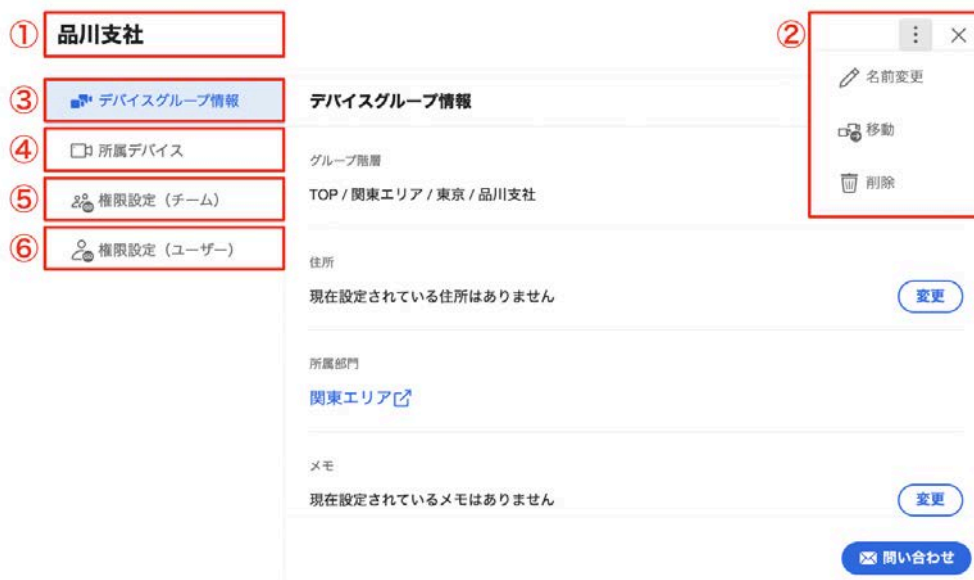 ① 品川支社
②
名前変更
移動
削除
③ デバイスグループ情報
④ 所属デバイス
⑤ 権限設定（チーム）
⑥ 権限設定（ユーザー）
デバイスグループ情報
グループ階層
TOP / 関東エリア / 東京 / 品川支社
住所
現在設定されている住所はありません
変更
所属部門
関東エリア
メモ
現在設定されているメモはありません
変更
問い合わせ